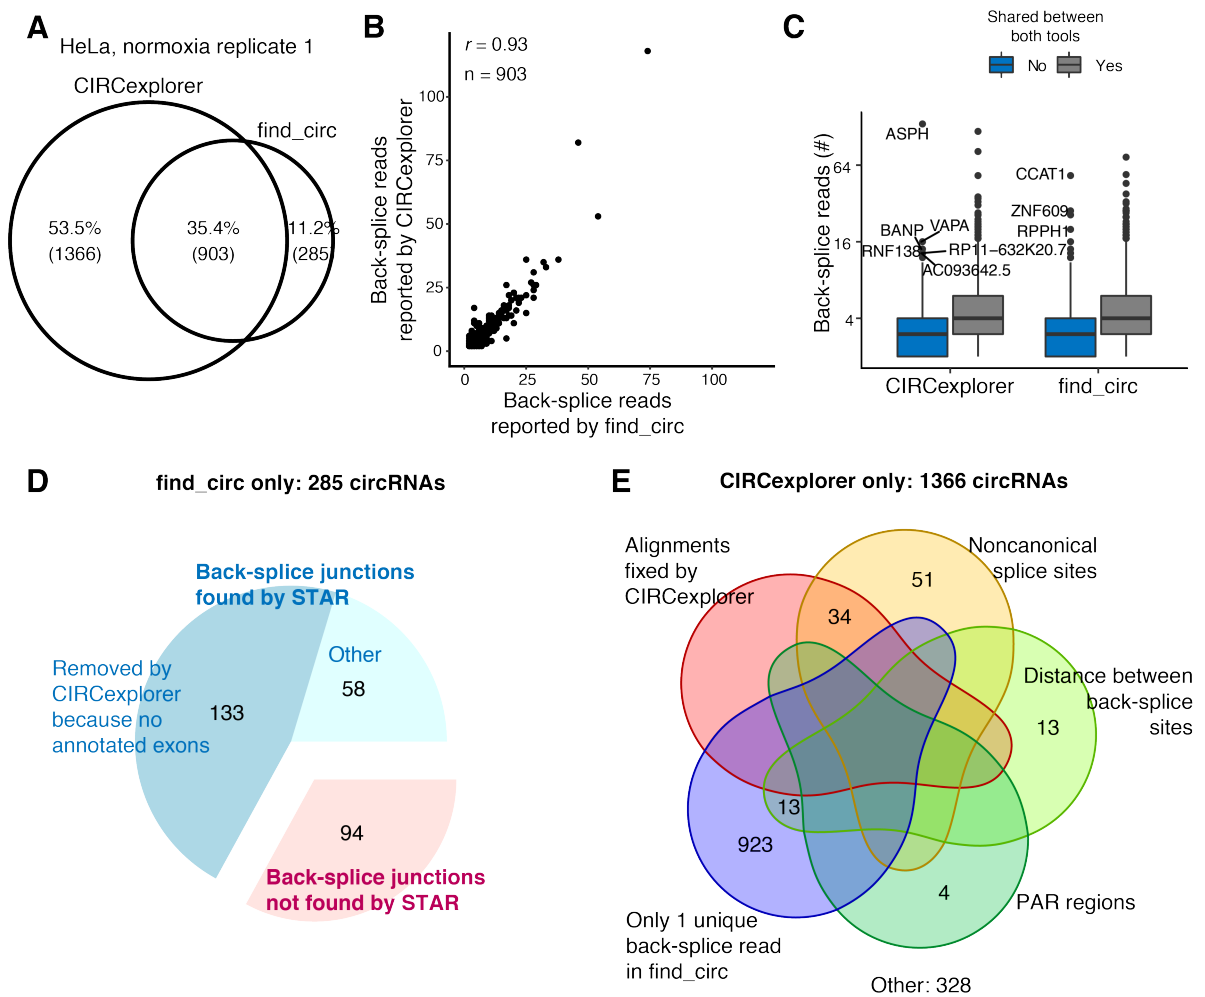 A
HeLa, normoxia replicate 1
CIRCexplorer
find_circ
53.5%
(1366)
35.4%
(903)
11.2%
(285
B
r = 0.93
n = 903
100
75
50
25
0
Back-splice reads
reported by CIRCexplorer
0
25
50
75
100
Back-splice reads
reported by find_circ
C
Shared between
both tools
No
Yes
Back-splice reads (#)
64
16
4
ASPH
BANP
VAPA
RNF138
RP11-632K20.7
AC093642.5
CCAT1
ZNF609
RPPH1
CIRCexplorer
find_circ
D
find_circ only: 285 circRNAs
Back-splice junctions
found by STAR
Other
58
Removed by
CIRCexplorer
because no
annotated exons
133
94
Back-splice junctions
not found by STAR
E
CIRCexplorer only: 1366 circRNAs
Alignments
fixed by
CIRCexplorer
Noncanonical
splice sites
51
34
Distance between
back-splice
sites
13
13
923
4
PAR regions
Only 1 unique
back-splice read
in find_circ
Other: 328